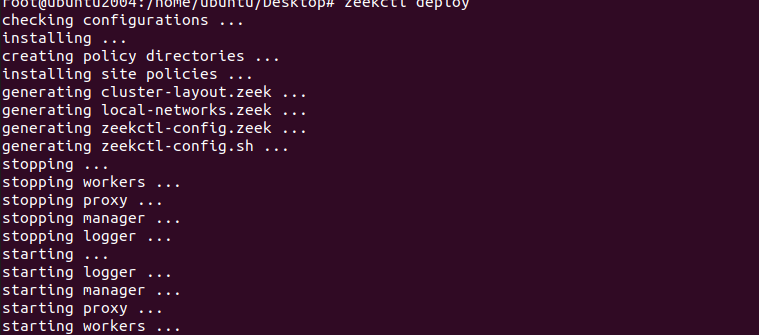 root@ubuntu2004:/home/ubuntu/Desktop# zeekctl deploy
checking configurations ...
installing ...
creating policy directories ...
installing site policies ...
generating cluster-layout.zeek ...
generating local-networks.zeek ...
generating zeekctl-config.zeek ...
generating zeekctl-config.sh ...
stopping ...
stopping workers ...
stopping proxy ...
stopping manager ...
stopping logger ...
starting ...
starting logger ...
starting manager ...
starting proxy ...
starting workers ...